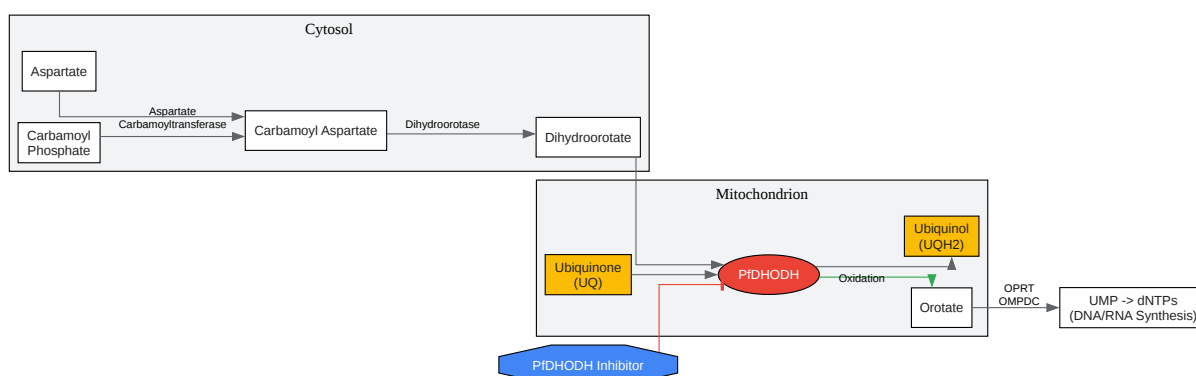 Cytosol
Aspartate
Aspartate
Carbamoyltransferase
Carbamoyl
Phosphate
Carbamoyl Aspartate
Dihydroorotase
Dihydroorotate
Mitochondrion
Ubiquinone
(UQ)
PfDHODH
Ubiquinol
(UQH2)
Oxidation
Orotate
OPRT
OMPDC
UMP -> dNTPs
(DNA/RNA Synthesis)
PfDHODH Inhibitor